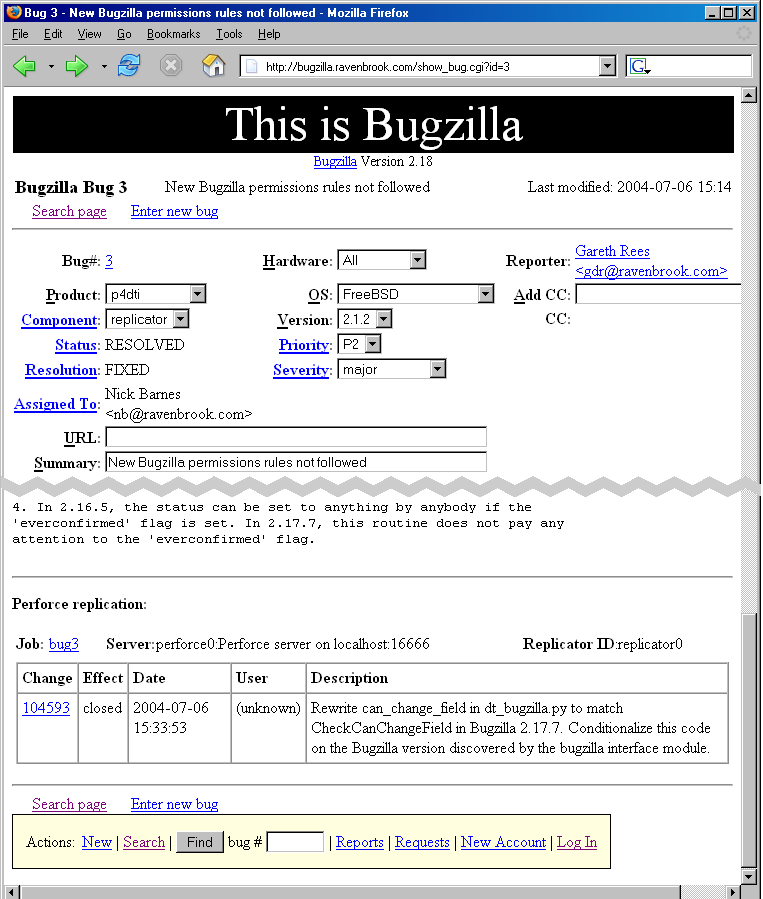 Bug 3 - New Bugzilla permissions rules not followed - Mozilla Firefox
File Edit View Go Bookmarks Tools Help
http://bugzilla.ravenbrook.com/show_bug.cgi?id=3 G
This is Bugzilla
Bugzilla Version 2.18
Bugzilla Bug 3 New Bugzilla permissions rules not followed Last modified: 2004-07-06 15:14
Search page Enter new bug
Bug#: 3 Hardware: All Reporter: Gareth Rees
<gdr@ravenbrook.com>
Product: p4dti OS: FreeBSD Add CC:
Component: replicator Version: 2.1.2 CC:
Status: RESOLVED Priority: P2
Resolution: FIXED Severity: major
Assigned To: Nick Barnes
<nb@ravenbrook.com>
URL:
Summary: New Bugzilla permissions rules not followed
4. In 2.16.5, the status can be set to anything by anybody if the
'everconfirmed' flag is set. In 2.17.7, this routine does not pay any
attention to the 'everconfirmed' flag.
Perforce replication:
Job: bug3 Server:perforce0:Perforce server on localhost:16666 Replicator ID:replicator0
Change Effect Date User Description
104593 closed 2004-07-06 (unknown) Rewrite can_change_field in dt_bugzilla.py to match
15:33:53 CheckCanChangeField in Bugzilla 2.17.7. Conditionalize this code
on the Bugzilla version discovered by the bugzilla interface module.
Search page Enter new bug
Actions: New | Search | Find bug # | Reports | Requests | New Account | Log In